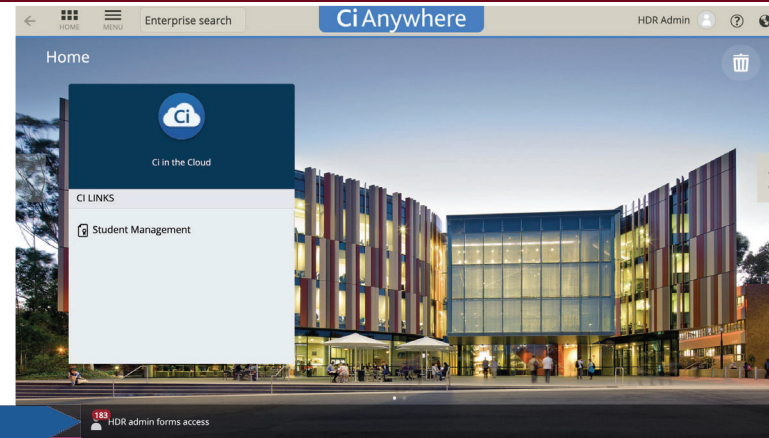 HOME
MENU
Enterprise search
Ci Anywhere
HDR Admin
?
Home
Ci
Ci in the Cloud
CI LINKS
Student Management
183
HDR admin forms access